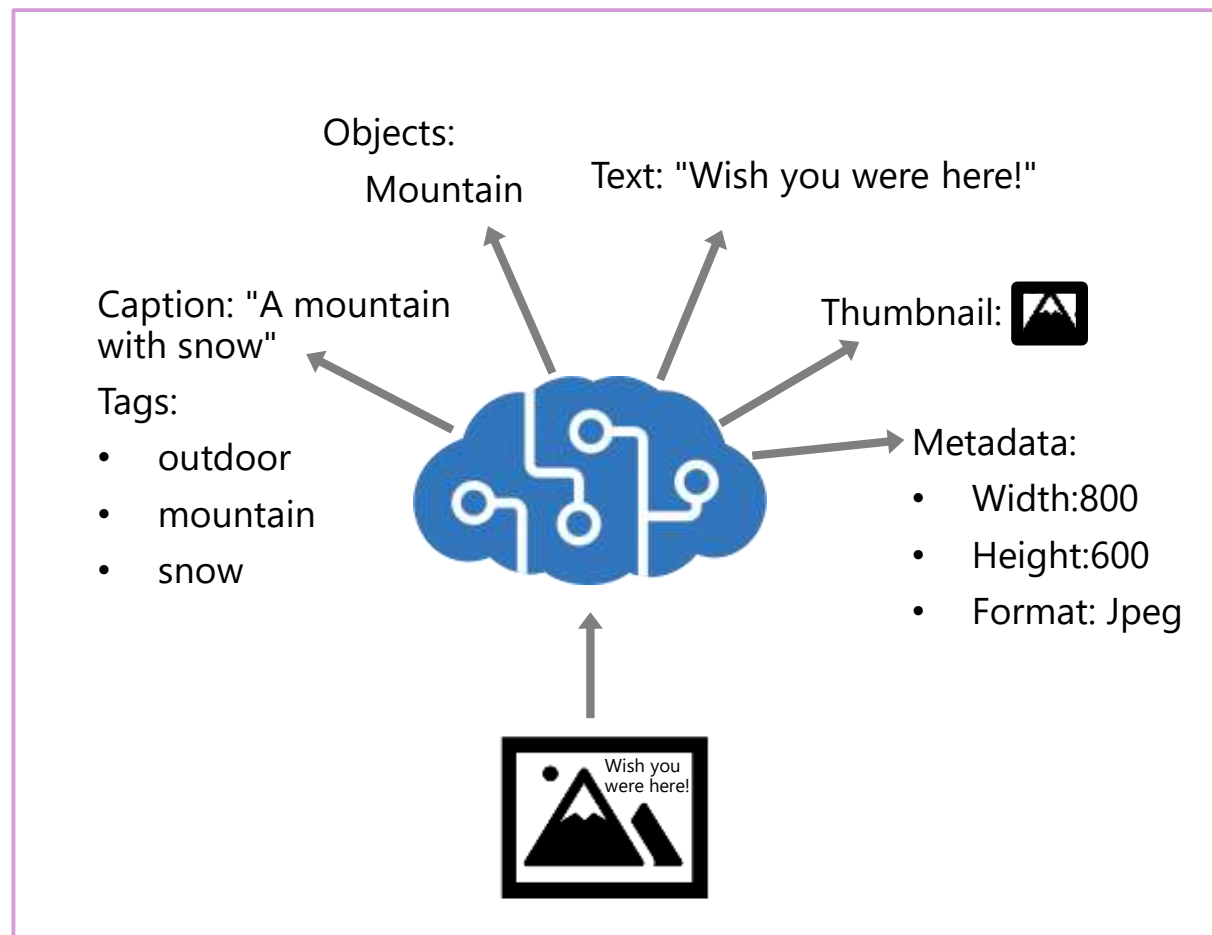 Objects:
Mountain
Text: "Wish you were here!"
Caption: "A mountain
with snow"
Tags:
• outdoor
• mountain
• snow
Thumbnail:
Metadata:
• Width:800
• Height:600
• Format: Jpeg
Wish you
were here!